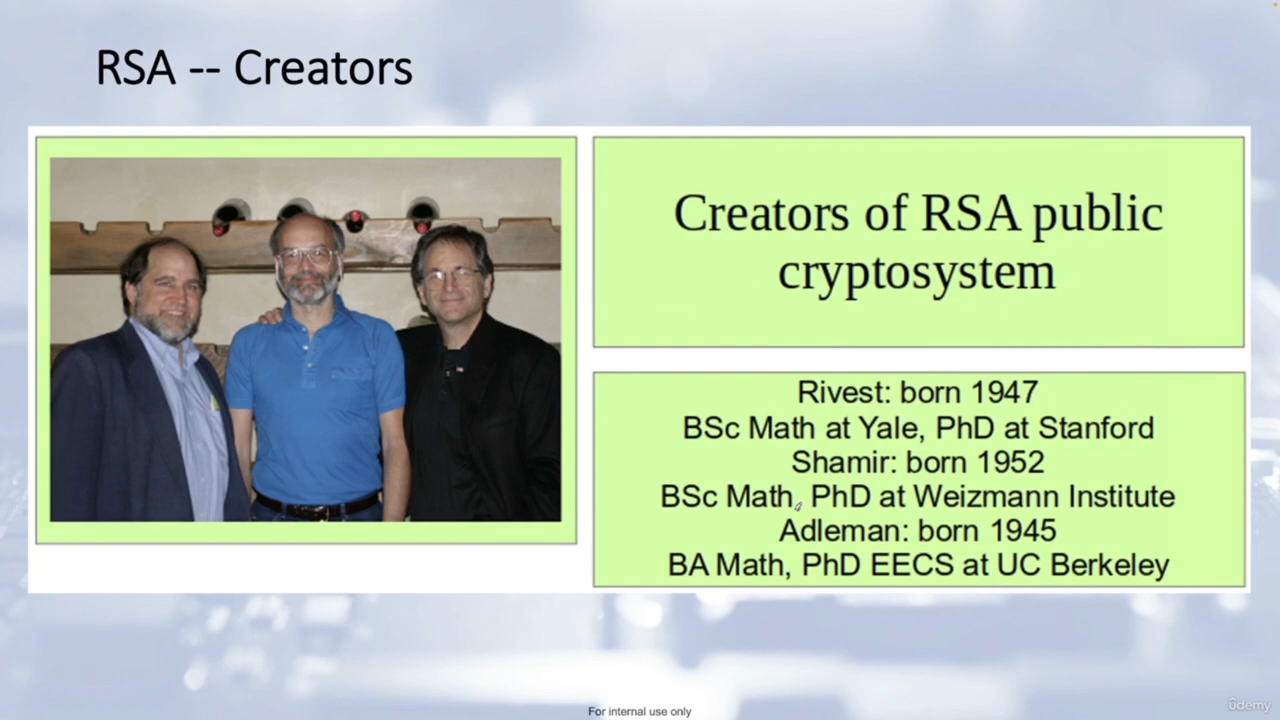 RSA -- Creators
Creators of RSA public
cryptosystem
Rivest: born 1947
BSc Math at Yale, PhD at Stanford
Shamir: born 1952
BSc Math, PhD at Weizmann Institute
Adleman: born 1945
BA Math, PhD EECS at UC Berkeley
For internal use only
ûdemy